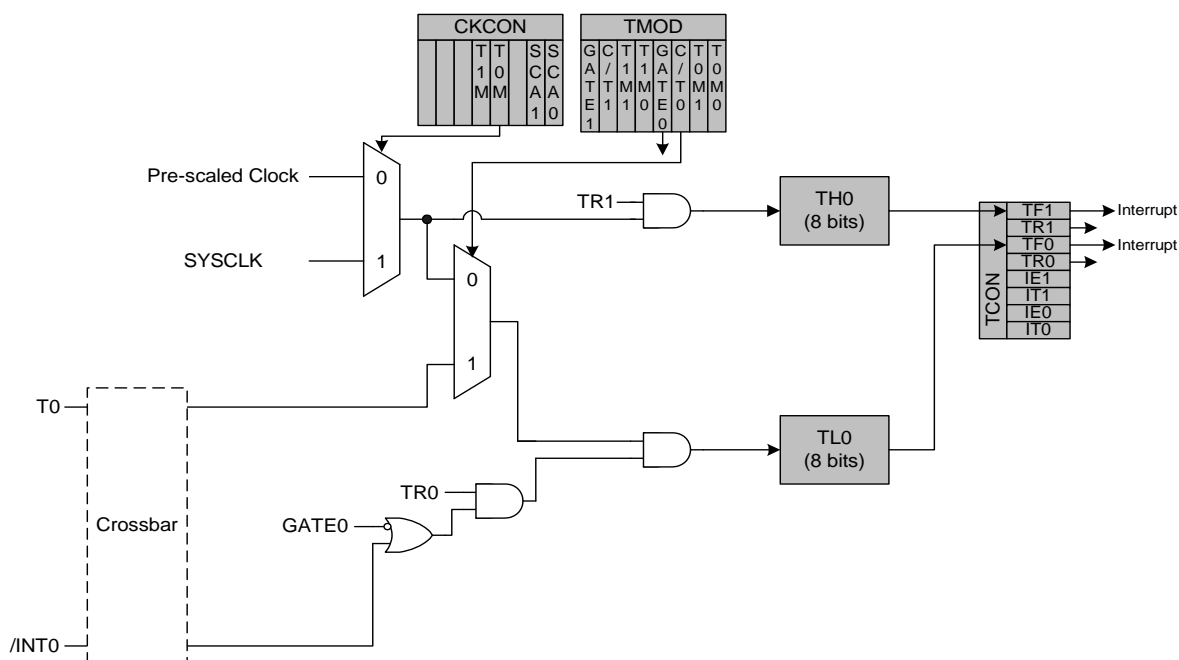 CKCON
T1M
T0M
SCA1
SCA0
TMOD
GATE1
C/T1
T1M1
T1M0
GATE0
C/T0
T0M1
T0M0
Pre-scaled Clock
0
SYSCLK
1
TR1
TH0
(8 bits)
TCON
TF1
TR1
TF0
TR0
IE1
IT1
IE0
IT0
Interrupt
Interrupt
0
1
T0
Crossbar
TL0
(8 bits)
TR0
GATE0
/INT0